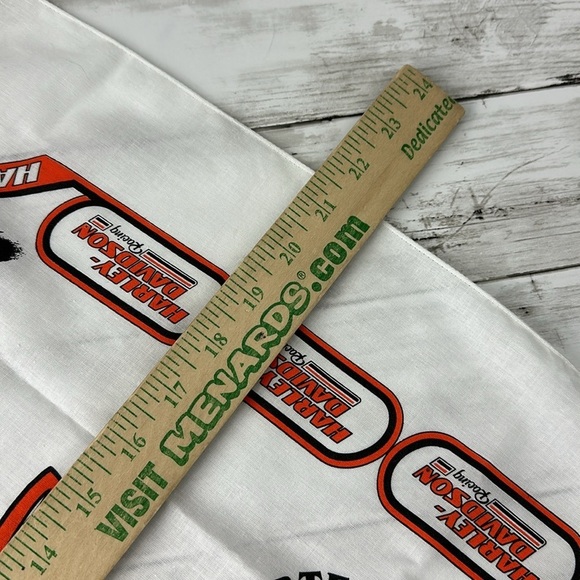 14 15 16 17 18 19 20 21 22 23 24
VISIT MENARDS®.com
Dedicated
HA
HARLEY-
DAVIDSON
Racing
HARLEY-
DAVIDSON
Racing
HARLEY-
DAVIDSON
Racing